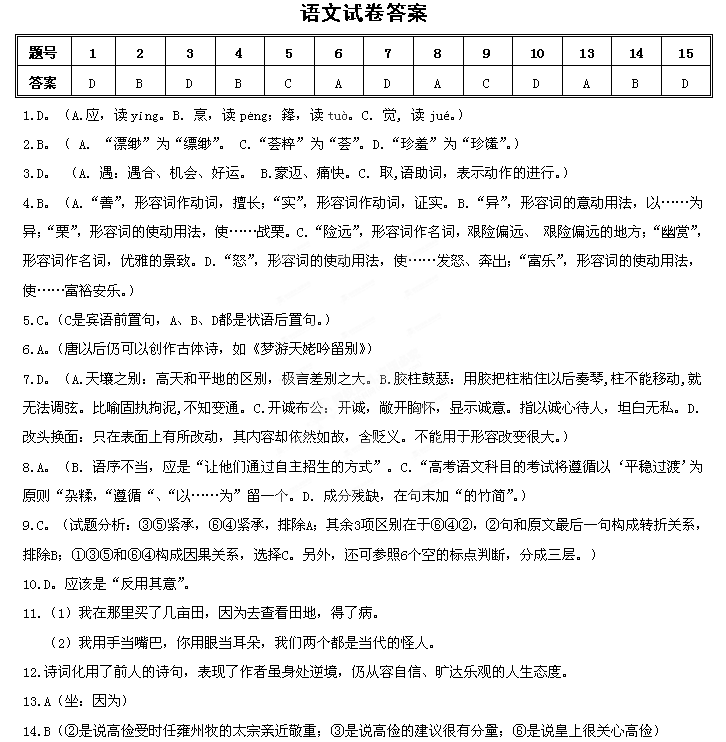 语文试卷答案
题号 1 2 3 4 5 6 7 8 9 10 13 14 15
答案 D B D B C A D A C D A B D
1.D。（A.应，读yìng。B. 烹，读pēng；箨，读tuò。C. 觉, 读 jué。）
2.B。（ A. “漂缈”为“缥缈”。 C.“荟粹”为“荟”。D.“珍羞”为“珍馐”。）
3.D。 （A. 遇：遇合、机会、好运。 B.豪迈、痛快。C. 取,语助词，表示动作的进行。）
4.B。（A.“善”，形容词作动词，擅长；“实”，形容词作动词，证实。B.“异”，形容词的意动用法，以……为
异；“栗”，形容词的使动用法，使……战栗。C.“险远”，形容词作名词，艰险偏远、 艰险偏远的地方；“幽赏”，
形容词作名词，优雅的景致。D.“怒”，形容词的使动用法，使……发怒、奔出；“富乐”，形容词的使动用法，
使……富裕安乐。）
5.C。（C是宾语前置句，A、B、D都是状语后置句。）
6.A。（唐以后仍可以创作古体诗，如《梦游天姥吟留别》）
7.D。（A.天壤之别：高天和平地的区别，极言差别之大。B.胶柱鼓瑟：用胶把柱粘住以后奏琴,柱不能移动,就
无法调弦。比喻固执拘泥,不知变通。C.开诚布公：开诚，敞开胸怀，显示诚意。指以诚心待人，坦白无私。D.
改头换面：只在表面上有所改动，其内容却依然如故，含贬义。不能用于形容改变很大。）
8.A。（B. 语序不当，应是“让他们通过自主招生的方式”。C.“高考语文科目的考试将遵循以‘平稳过渡’为
原则“杂糅，“遵循“、“以……为”留一个。D. 成分残缺，在句末加“的竹简”。）
9.C。（试题分析：③⑤紧承，⑥④紧承，排除A；其余3项区别在于⑥④②，②句和原文最后一句构成转折关系，
排除B；①③⑤和⑥④构成因果关系，选择C。另外，还可参照6个空的标点判断，分成三层。）
10.D。应该是“反用其意”。
11.（1）我在那里买了几亩田，因为去查看田地，得了病。
（2）我用手当嘴巴，你用眼当耳朵，我们两个都是当代的怪人。
12.诗词化用了前人的诗句，表现了作者虽身处逆境，仍从容自信、旷达乐观的人生态度。
13.A（坐：因为）
14.B（②是说高俭受时任雍州牧的太宗亲近敬重；③是说高俭的建议很有分量；⑥是说皇上很关心高俭）